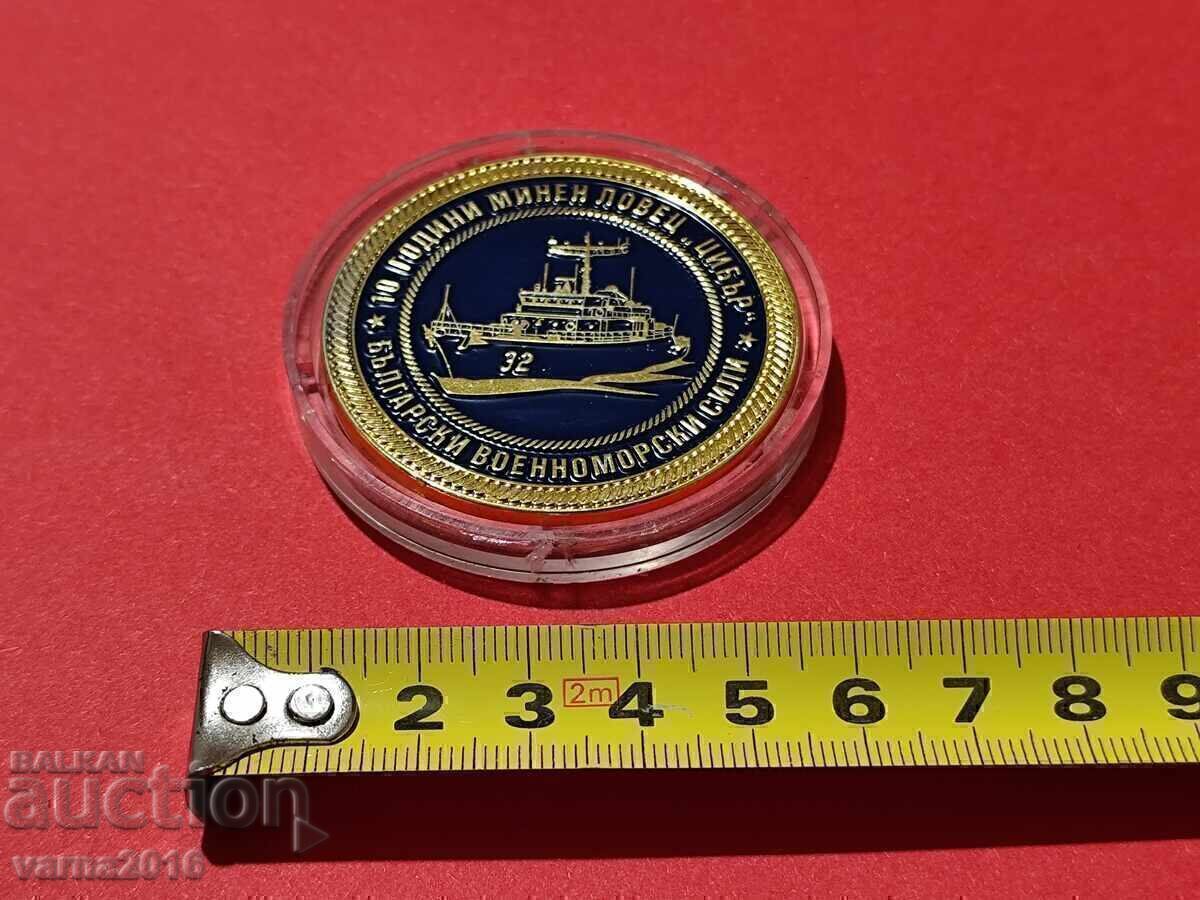 10 ГОДИНИ МИНЕН ЛОВЕЦ „ЦИБЪР“
32
★ БЪЛГАРСКИ ВОЕННОМОРСКИ СИЛИ ★
2 3 2m 4 5 6 7 8 9
BALKAN
auction
varna2016